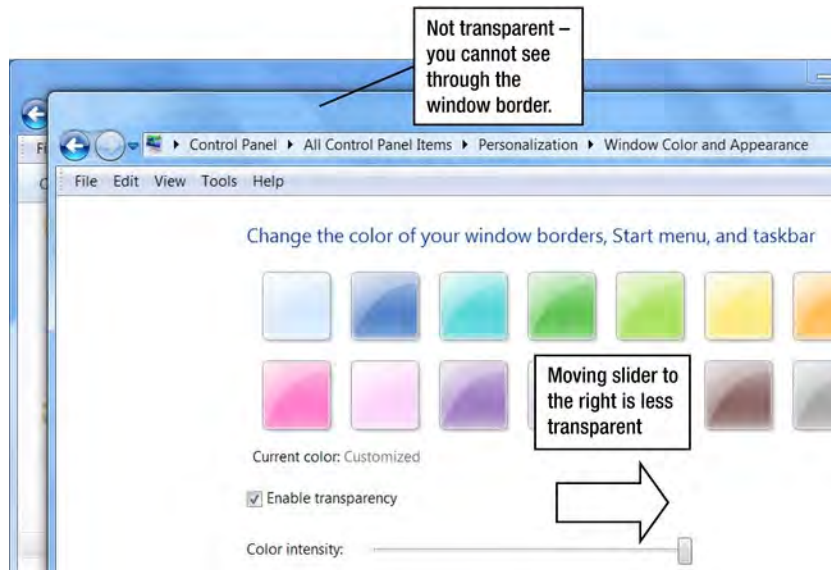 Not transparent –
you cannot see
through the
window border.
Control Panel ▸ All Control Panel Items ▸ Personalization ▸ Window Color and Appearance
File Edit View Tools Help
Change the color of your window borders, Start menu, and taskbar
Moving slider to
the right is less
transparent
Current color: Customized
Enable transparency
Color intensity: